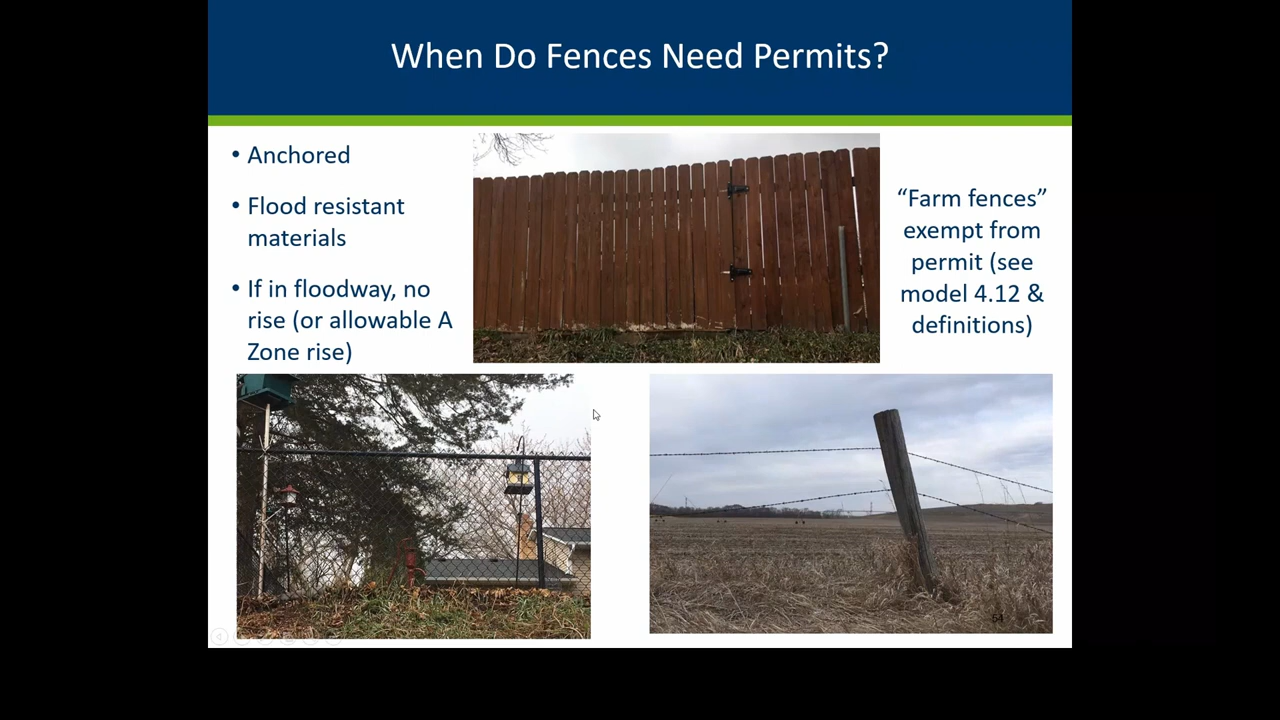 When Do Fences Need Permits?
• Anchored
• Flood resistant
materials
• If in floodway, no
rise (or allowable A
Zone rise)
“Farm fences”
exempt from
permit (see
model 4.12 &
definitions)
54